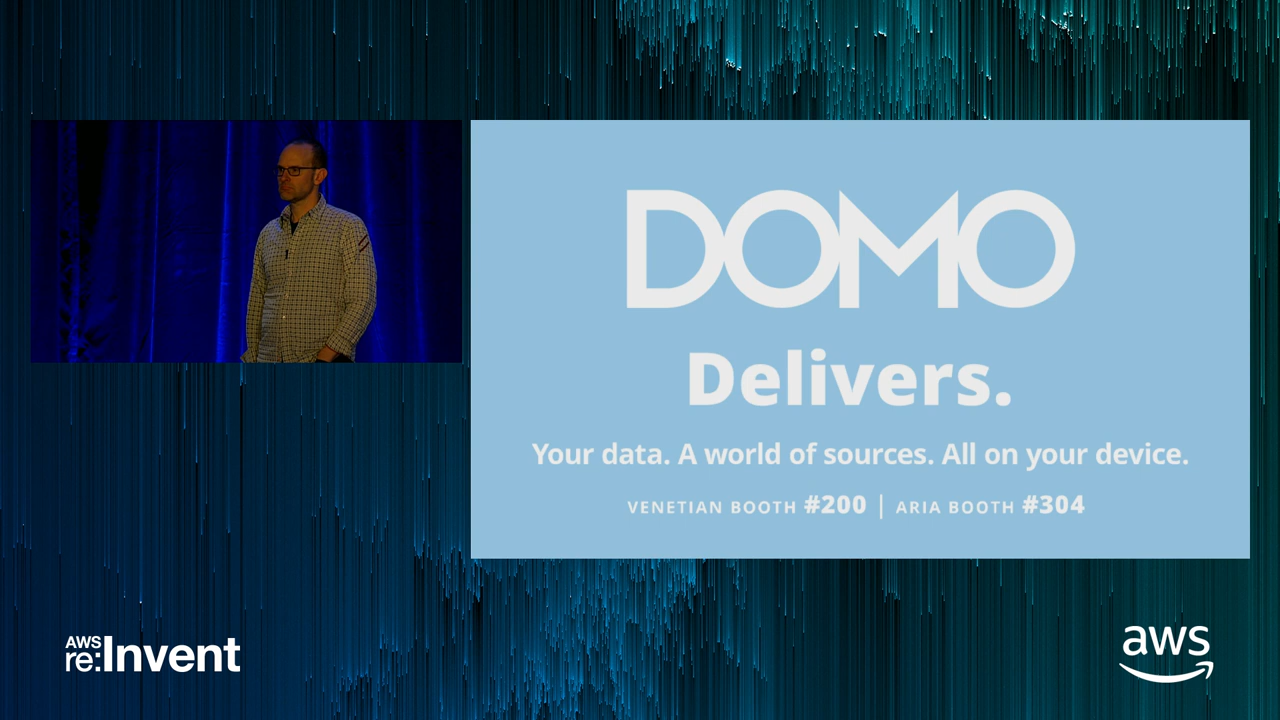 DOMO
Delivers.
Your data. A world of sources. All on your device.
VENETIAN BOOTH #200 | ARIA BOOTH #304
AWS
re:Invent
aws